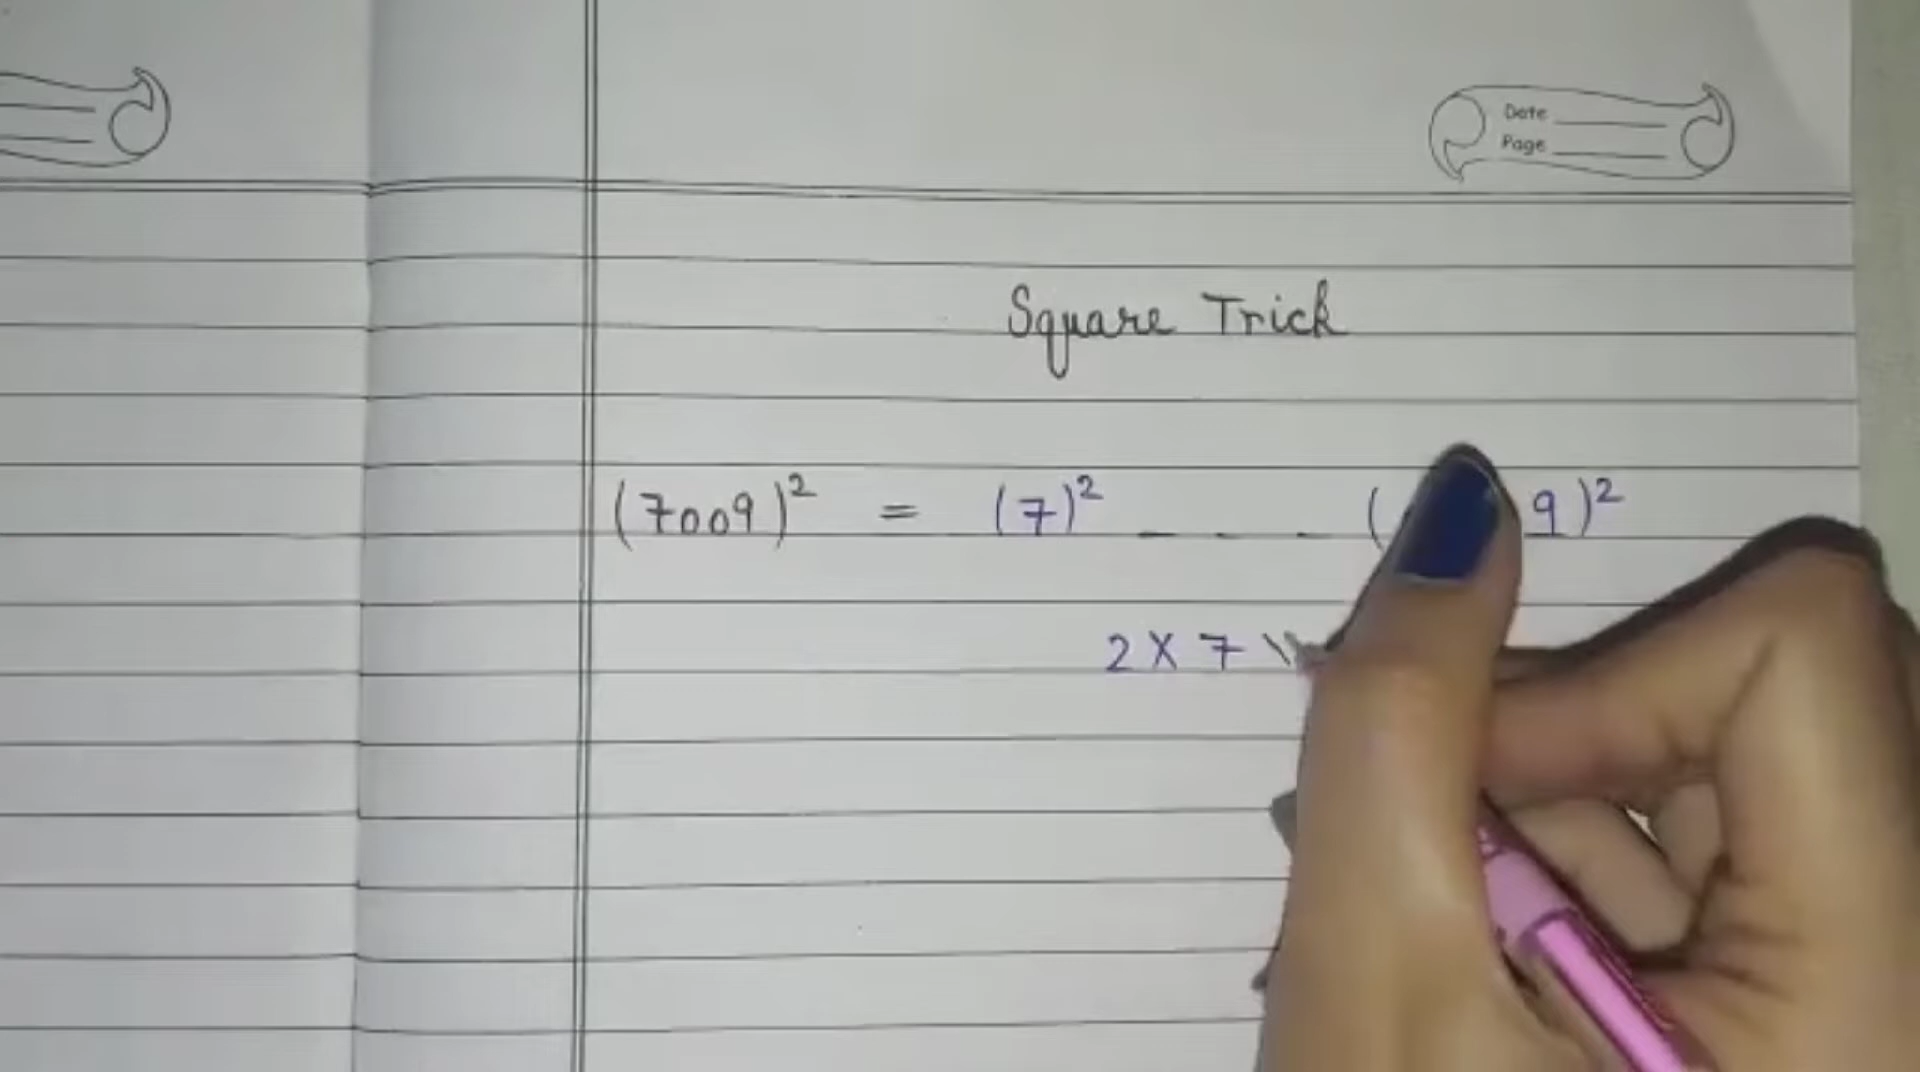 Date
Page
Square Trick
(7009)² = (7)² _ _ _ ( 9)²
2 X 7